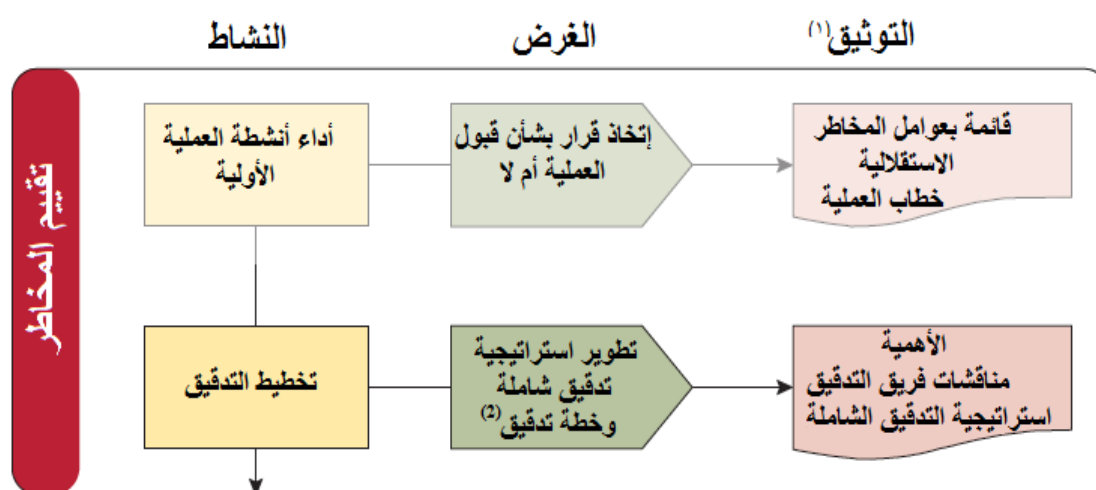 النشاط
الغرض
التوثيق (١)
تقييم المخاطر
أداء أنشطة العملية
الأولية
إتخاذ قرار بشأن قبول
العملية أم لا
قائمة بعوامل المخاطر
الاستقلالية
خطاب العملية
تخطيط التدقيق
تطوير استراتيجية
تدقيق شاملة
وخطة تدقيق (2)
الأهمية
مناقشات فريق التدقيق
استراتيجية التدقيق الشاملة